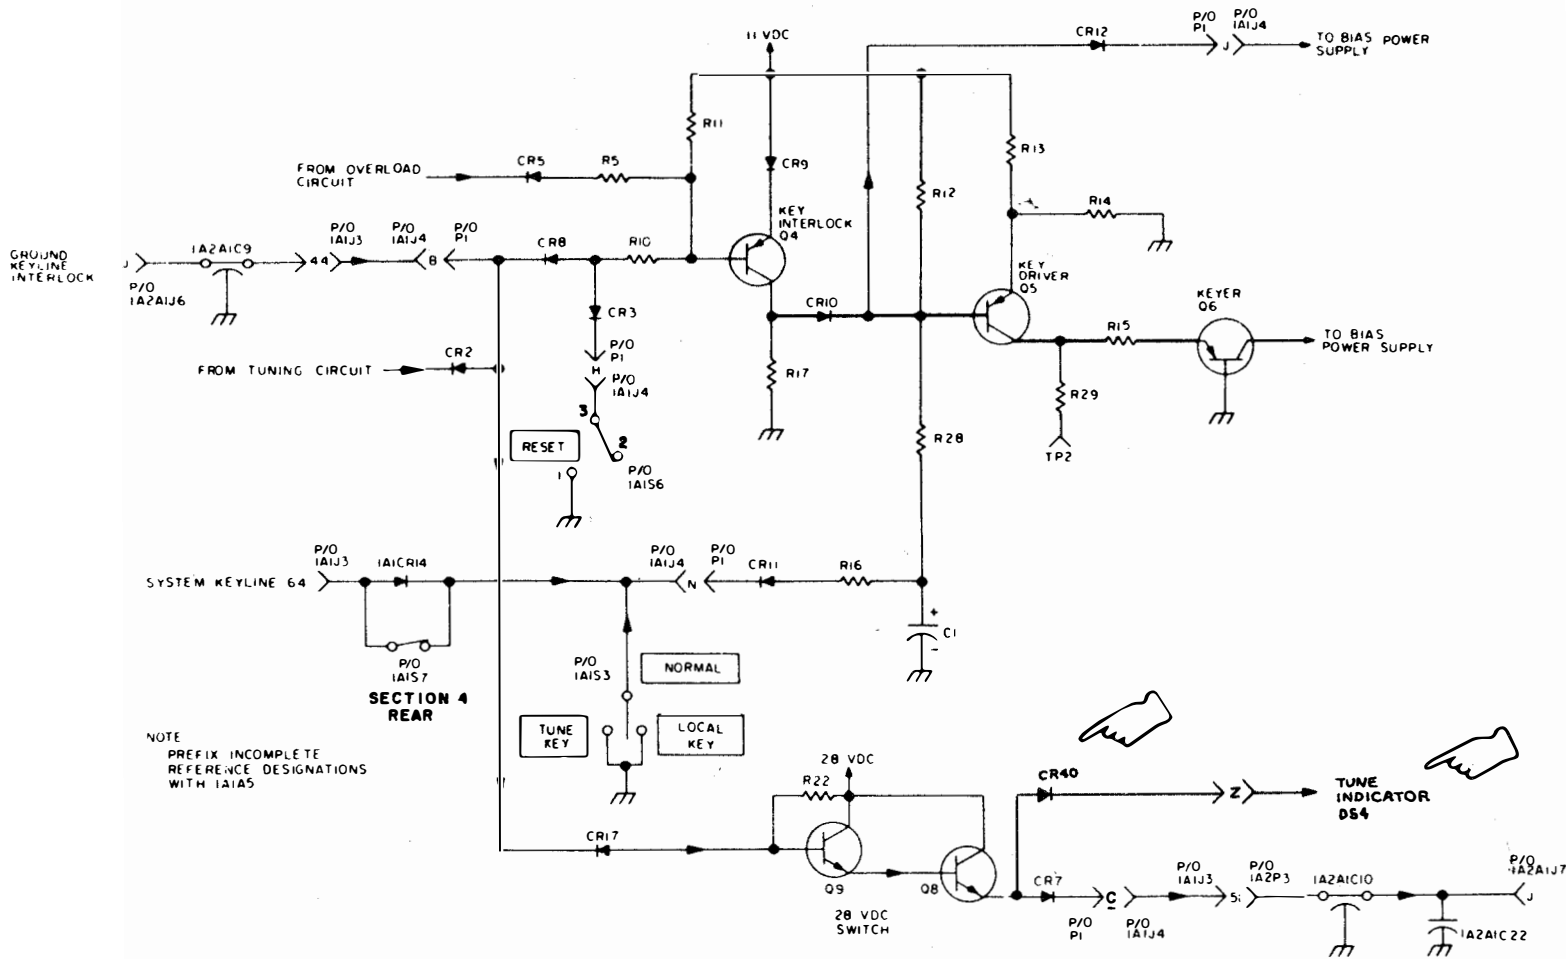 11 VDC
CR12
P/O
P1
P/O
1A1J4
J
TO BIAS POWER
SUPPLY
R11
CR9
R13
FROM OVERLOAD
CIRCUIT
CR5
R5
R12
R14
KEY
INTERLOCK
Q4
GROUND
KEYLINE
INTERLOCK
J
P/O
1A2A1J6
1A2A1C9
44
P/O
1A1J3
P/O
1A1J4
B
P/O
P1
CR8
R10
KEY
DRIVER
Q5
KEYER
Q6
CR3
CR10
R15
TO BIAS
POWER SUPPLY
FROM TUNING CIRCUIT
CR2
P/O
P1
H
P/O
1A1J4
R17
R29
TP2
R28
3
2
RESET
1
P/O
1A1S6
SYSTEM KEYLINE 64
P/O
1A1J3
1A1CR14
P/O
1A1J4
N
P/O
P1
CR11
R16
+
C1
-
P/O
1A1S7
SECTION 4
REAR
P/O
1A1S3
NORMAL
TUNE
KEY
LOCAL
KEY
NOTE
PREFIX INCOMPLETE
REFERENCE DESIGNATIONS
WITH 1A1A5
28 VDC
R22
CR40
Z
TUNE
INDICATOR
DS4
CR17
Q9
Q8
28 VDC
SWITCH
CR7
C
P/O
P1
P/O
1A1J4
P/O
1A1J3
51
P/O
1A2P3
1A2A1C10
P/O
1A2A1J7
J
1A2A1C22